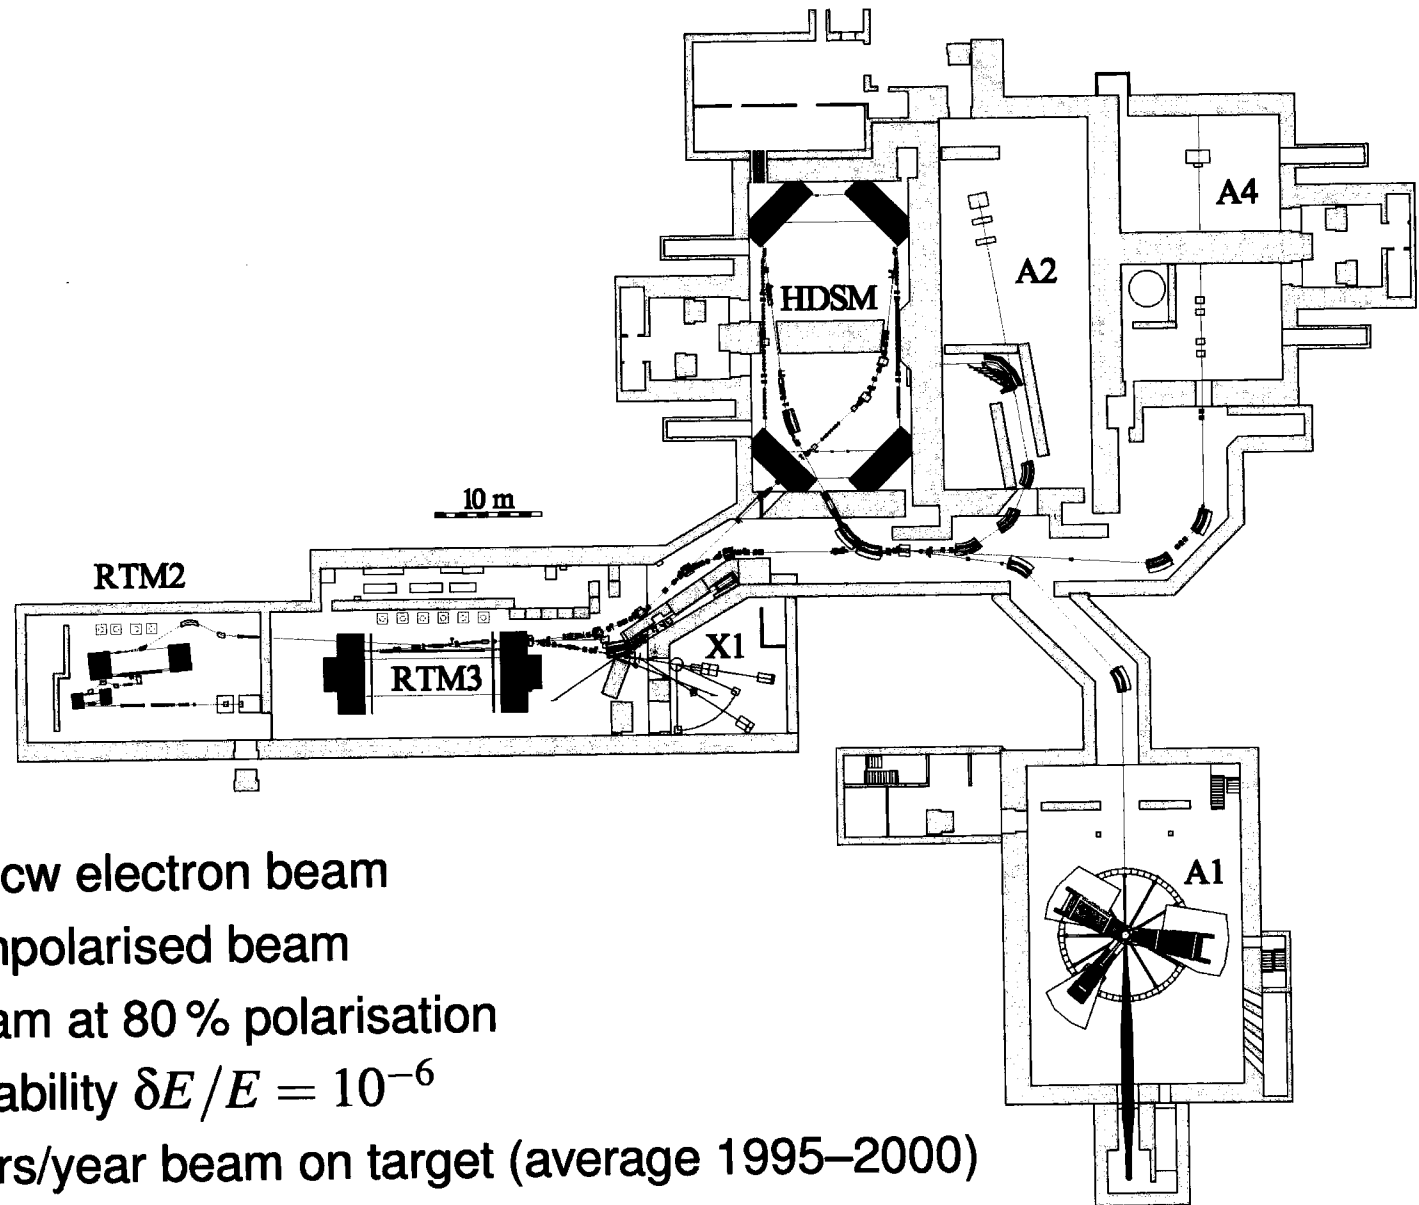 A4
A2
HDSM
10 m
RTM2
X1
RTM3
A1
cw electron beam
npolarised beam
am at 80 % polarisation
ability δE/E = 10⁻⁶
rs/year beam on target (average 1995–2000)